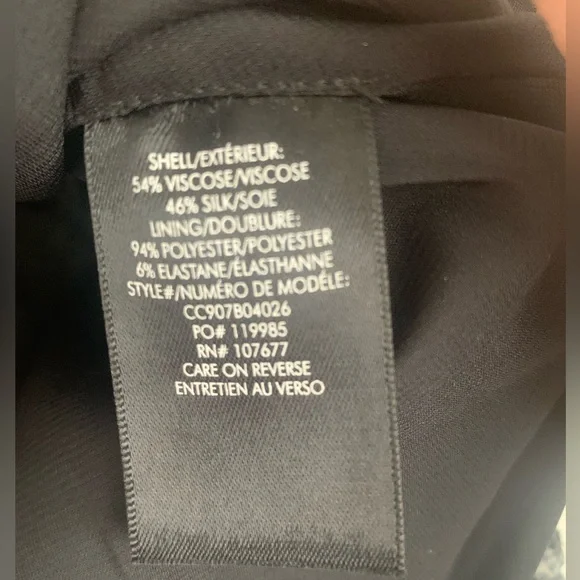 SHELL/EXTÉRIEUR:
54% VISCOSE/VISCOSE
46% SILK/SOIE
LINING/DOUBLURE:
94% POLYESTER/POLYESTER
6% ELASTANE/ÉLASTHANNE
STYLE#/NUMÉRO DE MODÉLE:
CC907B04026
PO# 119985
RN# 107677
CARE ON REVERSE
ENTRETIEN AU VERSO